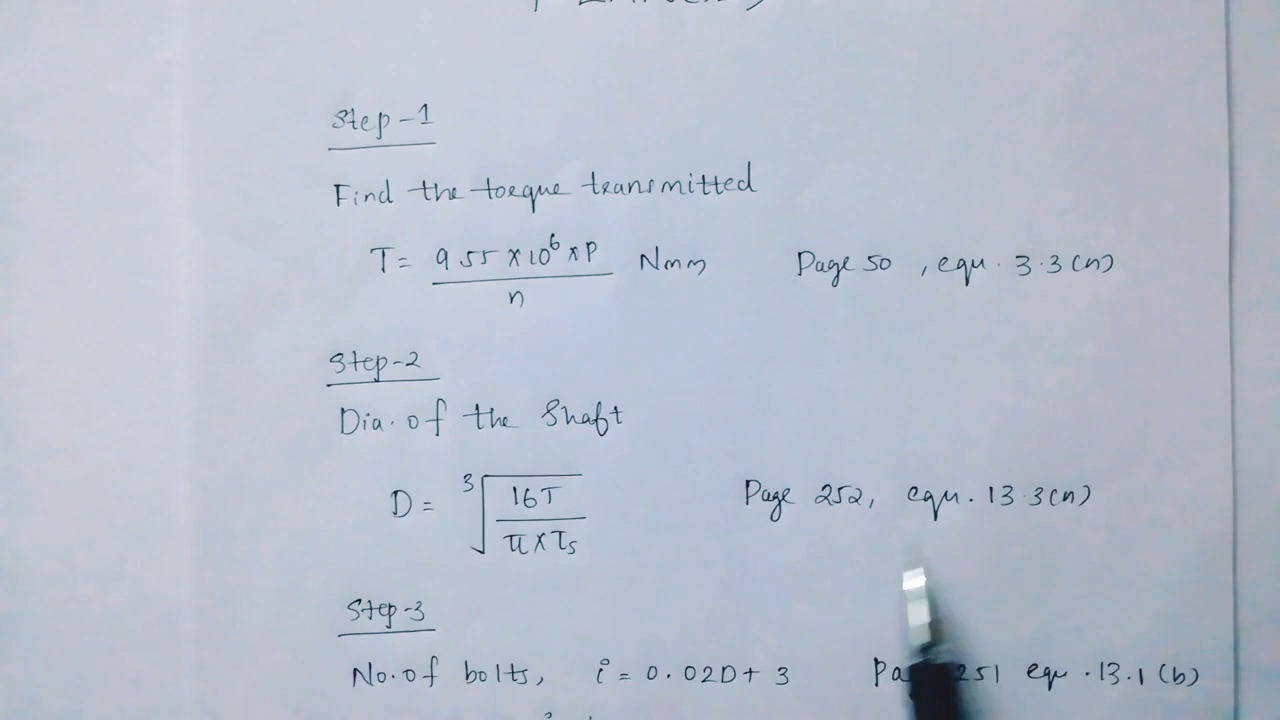 Step-1
Find the torque transmitted
T = 955 × 10^6 × P / n Nmm Page 50, equ. 3.3(n)
Step-2
Dia. of the Shaft
D = ∛(16T / π × τs) Page 252, equ. 13.3(n)
Step-3
No. of bolts, i = 0.02D + 3 251 equ. 13.1(b)